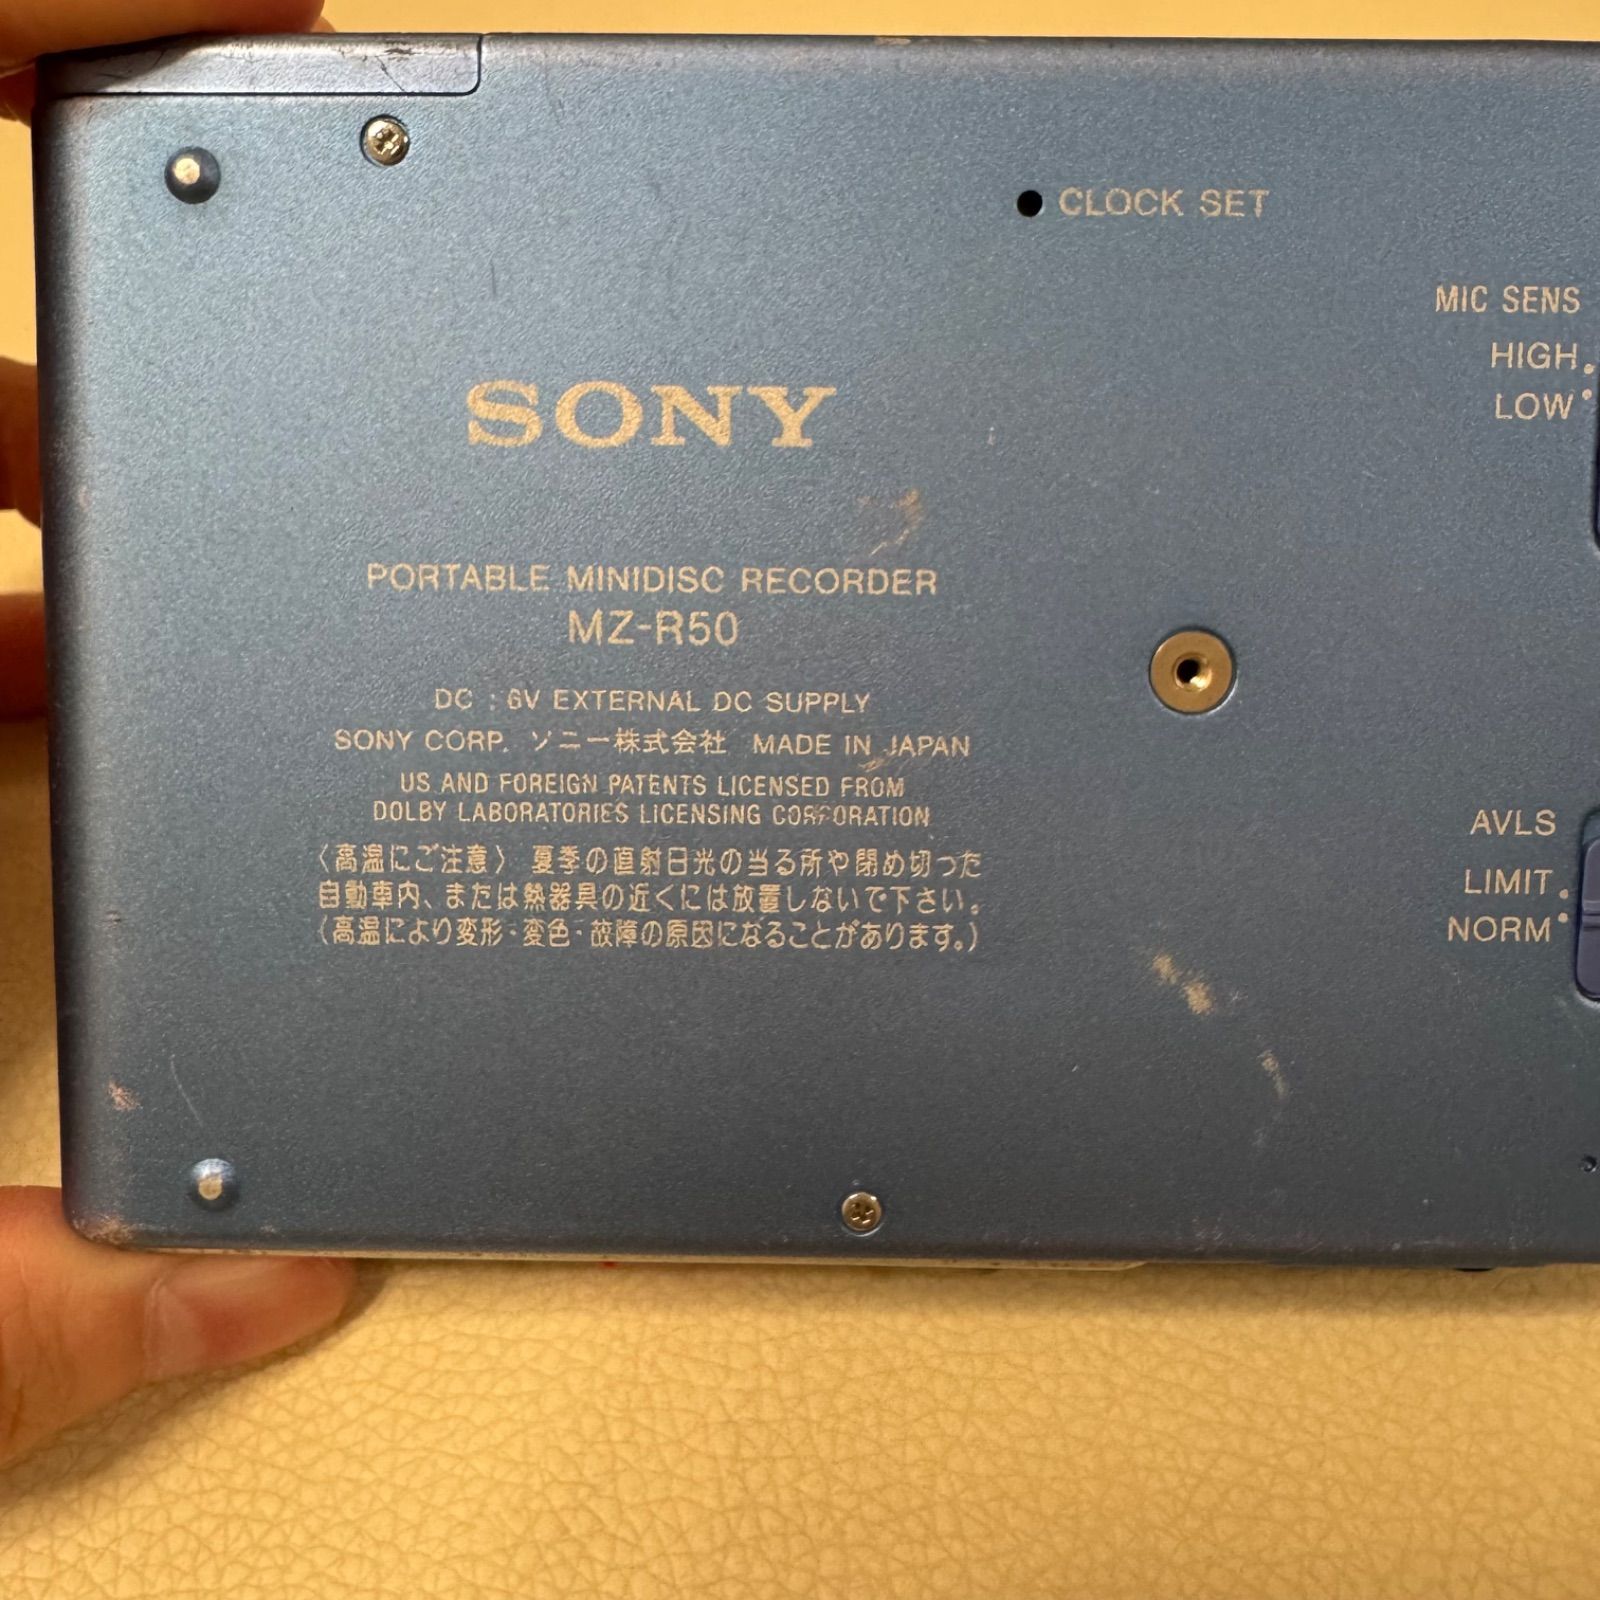 CLOCK SET
MIC SENS
HIGH
LOW
SONY
PORTABLE MINIDISC RECORDER
MZ-R50
DC : 6V EXTERNAL DC SUPPLY
SONY CORP. ソニー株式会社 MADE IN JAPAN
US AND FOREIGN PATENTS LICENSED FROM
DOLBY LABORATORIES LICENSING CORPORATION
〈高温にご注意〉 夏季の直射日光の当る所や閉め切った
自動車内、または熱器具の近くには放置しないで下さい。
(高温により変形・変色・故障の原因になることがあります。)
AVLS
LIMIT
NORM